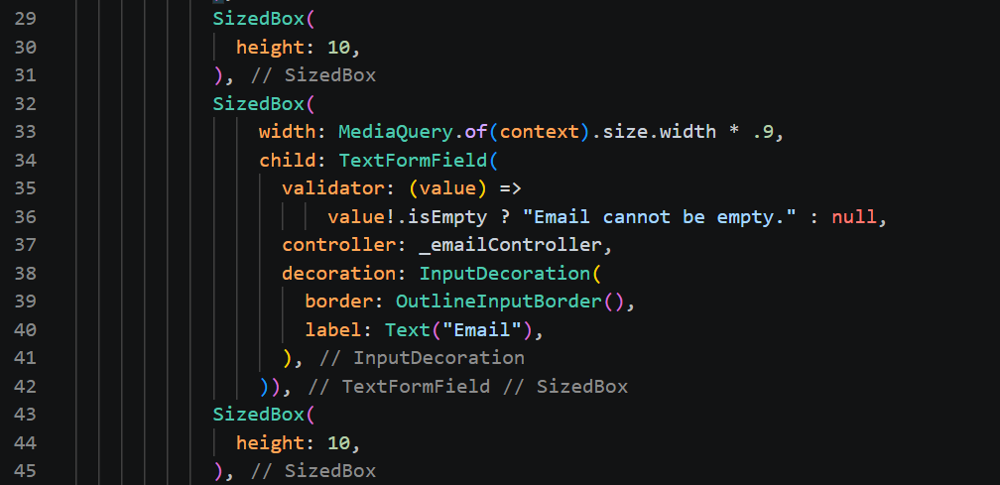 29 SizedBox(
30 height: 10,
31 ), // SizedBox
32 SizedBox(
33 width: MediaQuery.of(context).size.width * .9,
34 child: TextFormField(
35 validator: (value) =>
36 value!.isEmpty ? "Email cannot be empty." : null,
37 controller: _emailController,
38 decoration: InputDecoration(
39 border: OutlineInputBorder(),
40 label: Text("Email"),
41 ), // InputDecoration
42 )), // TextFormField // SizedBox
43 SizedBox(
44 height: 10,
45 ), // SizedBox